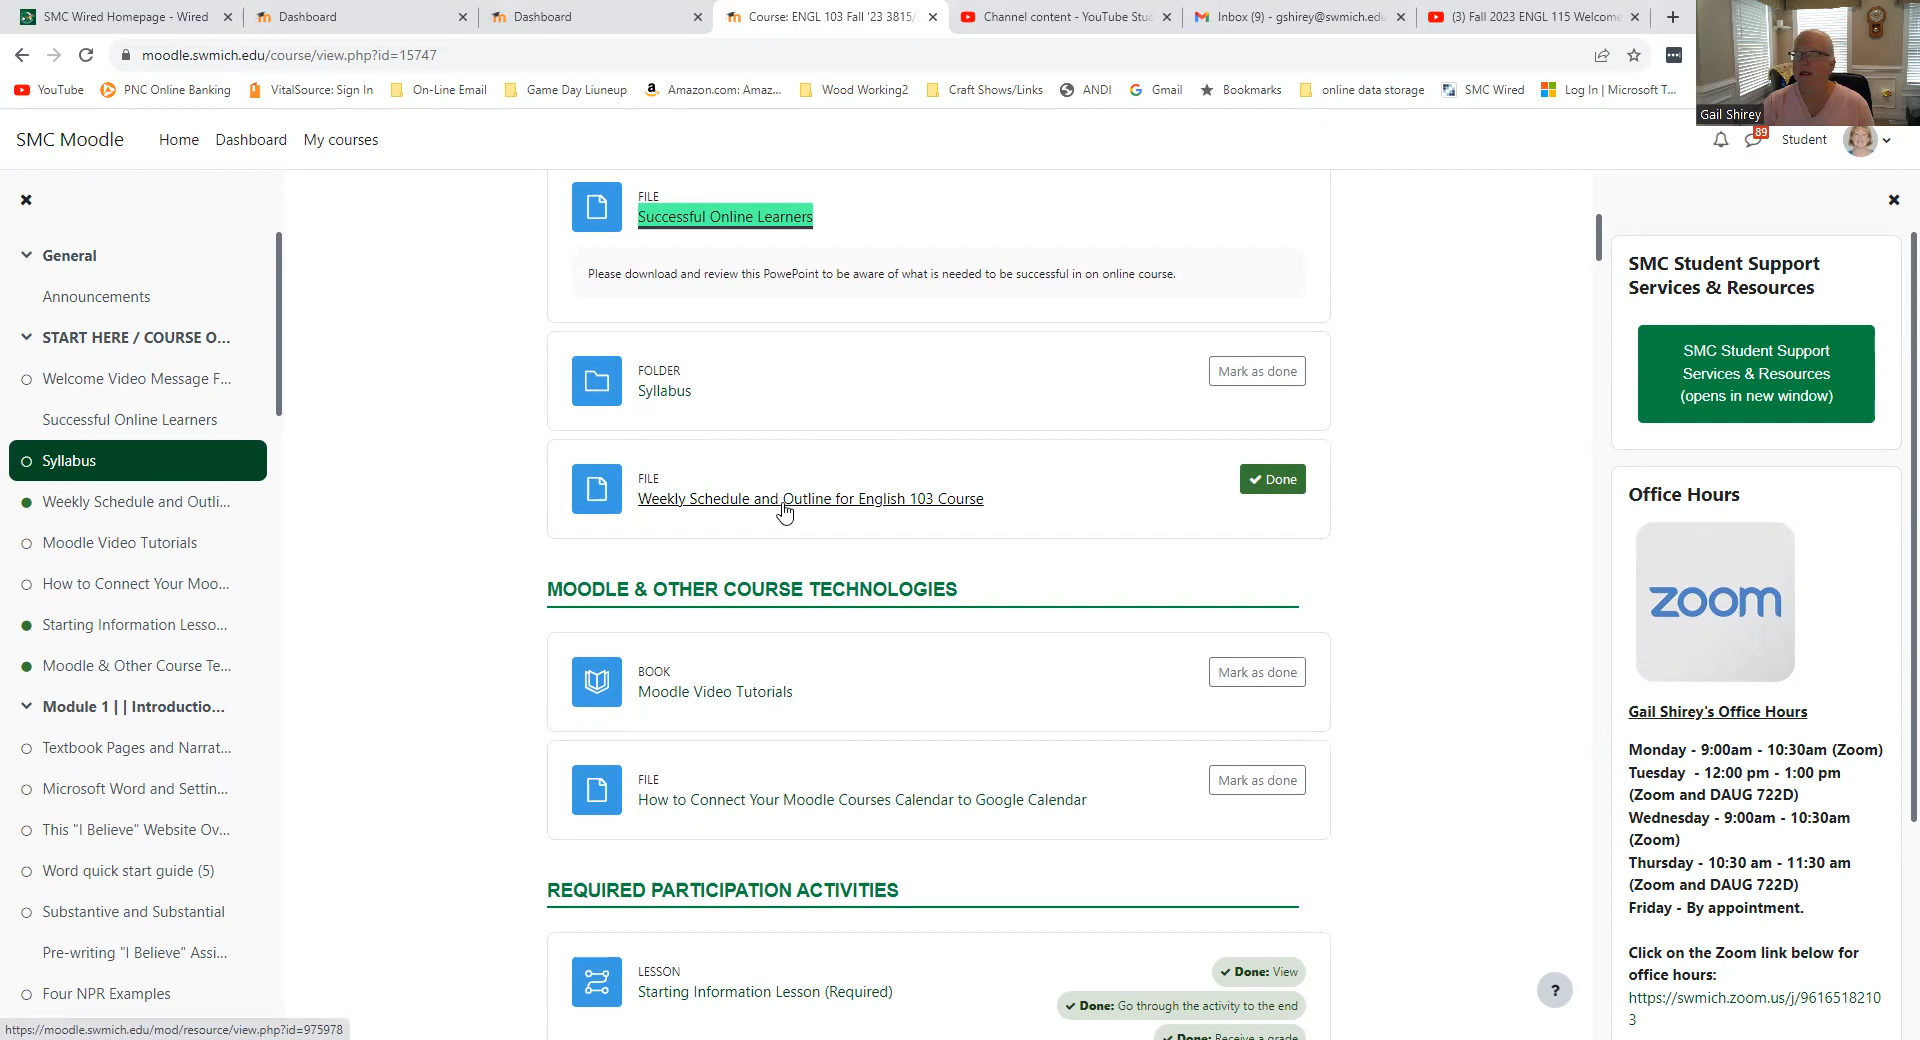 SMC Wired Homepage - Wired
Dashboard
Dashboard
Course: ENGL 103 Fall '23 3815/
Channel content - YouTube Stud
Inbox (9) - gshirey@swmich.edu
(3) Fall 2023 ENGL 115 Welcome
moodle.swmich.edu/course/view.php?id=15747
YouTube
PNC Online Banking
VitalSource: Sign In
On-Line Email
Game Day Liuneup
Amazon.com: Amaz...
Wood Working2
Craft Shows/Links
ANDI
Gmail
Bookmarks
online data storage
SMC Wired
Log In | Microsoft T...
Gail Shirey
SMC Moodle
Home
Dashboard
My courses
89
Student
General
Announcements
START HERE / COURSE O...
Welcome Video Message F...
Successful Online Learners
Syllabus
Weekly Schedule and Outli...
Moodle Video Tutorials
How to Connect Your Moo...
Starting Information Lesso...
Moodle & Other Course Te...
Module 1 | | Introductio...
Textbook Pages and Narrat...
Microsoft Word and Settin...
This "I Believe" Website Ov...
Word quick start guide (5)
Substantive and Substantial
Pre-writing "I Believe" Assi...
Four NPR Examples
https://moodle.swmich.edu/mod/resource/view.php?id=975978
FILE
Successful Online Learners
Please download and review this PowePoint to be aware of what is needed to be successful in on online course.
FOLDER
Syllabus
Mark as done
FILE
Weekly Schedule and Outline for English 103 Course
Done
MOODLE & OTHER COURSE TECHNOLOGIES
BOOK
Moodle Video Tutorials
Mark as done
FILE
How to Connect Your Moodle Courses Calendar to Google Calendar
Mark as done
REQUIRED PARTICIPATION ACTIVITIES
LESSON
Starting Information Lesson (Required)
Done: View
Done: Go through the activity to the end
Done: Receive a grade
SMC Student Support
Services & Resources
SMC Student Support
Services & Resources
(opens in new window)
Office Hours
zoom
Gail Shirey's Office Hours
Monday - 9:00am - 10:30am (Zoom)
Tuesday - 12:00 pm - 1:00 pm
(Zoom and DAUG 722D)
Wednesday - 9:00am - 10:30am
(Zoom)
Thursday - 10:30 am - 11:30 am
(Zoom and DAUG 722D)
Friday - By appointment.
Click on the Zoom link below for
office hours:
https://swmich.zoom.us/j/9616518210
3
?